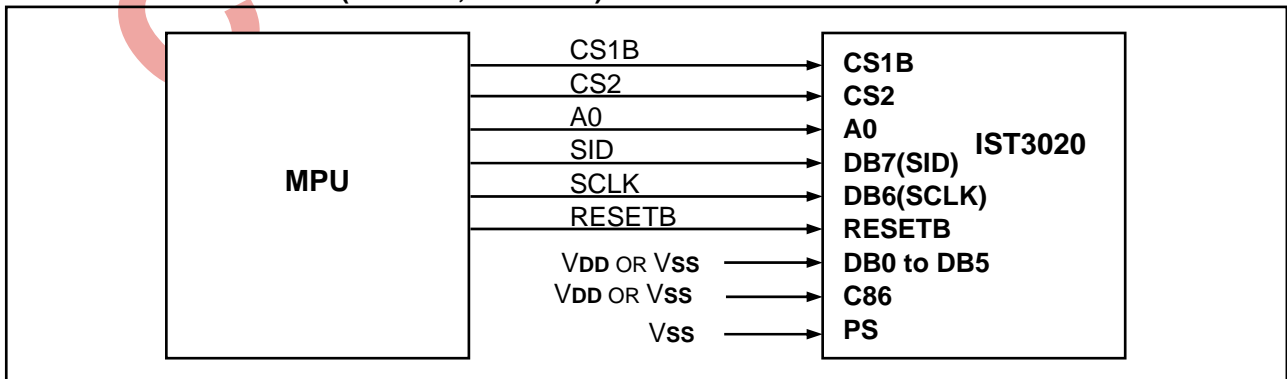 CS1B CS1B
CS2 CS2
A0 A0
SID DB7(SID) IST3020
MPU
SCLK DB6(SCLK)
RESETB RESETB
VDD OR VSS DB0 to DB5
VDD OR VSS C86
VSS PS